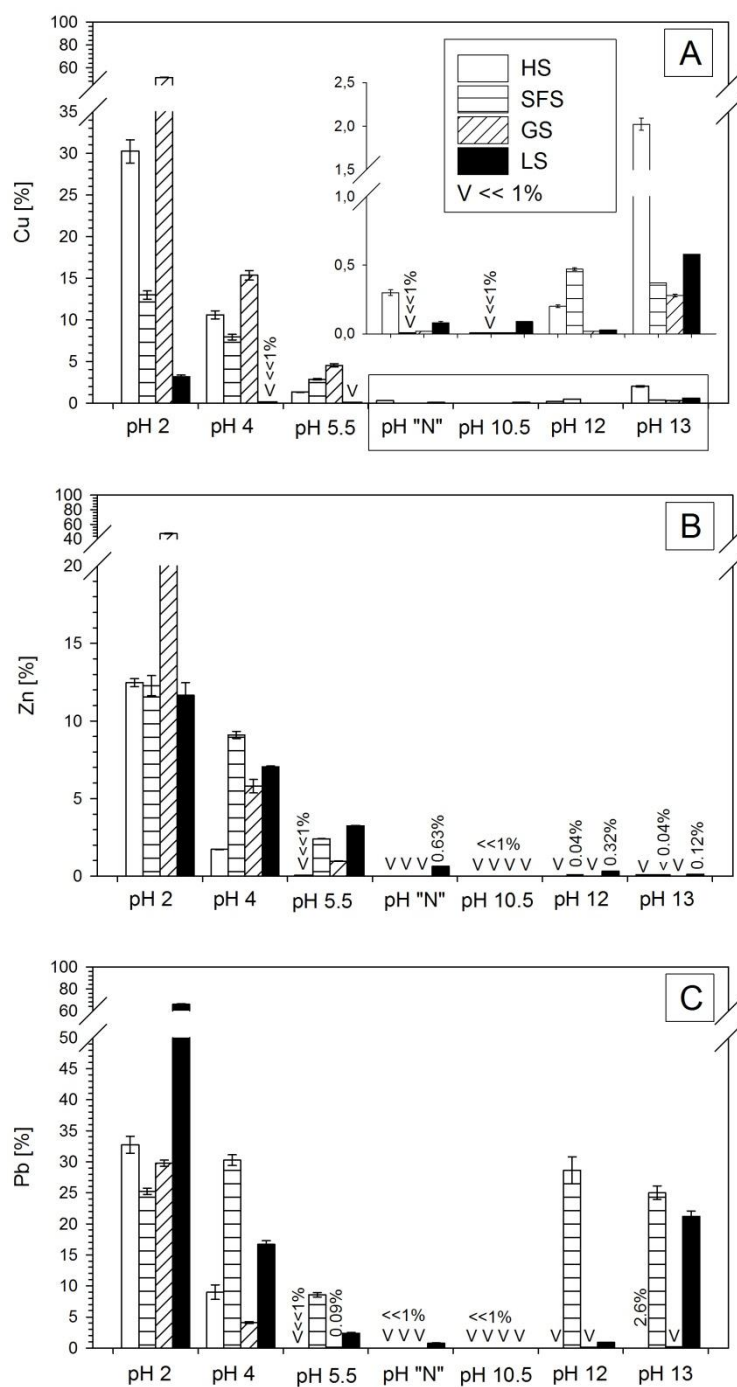 A
HS
SFS
GS
LS
V << 1%
Cu [%]
100
80
60
35
30
25
20
15
10
5
0
2,5
2,0
1,5
1,0
0,5
0,0
V <<1%
V
V <<1%
V <<1%
pH 2 pH 4 pH 5.5 pH "N" pH 10.5 pH 12 pH 13
B
Zn [%]
100
80
60
40
20
15
10
5
0
V <<1%
V V V 0.63%
<<1%
V V V V
V 0.04% V 0.32%
V < 0.04% V 0.12%
pH 2 pH 4 pH 5.5 pH "N" pH 10.5 pH 12 pH 13
C
Pb [%]
100
80
60
50
45
40
35
30
25
20
15
10
5
0
V <<1% 0.09%
<<1%
V V V
<<1%
V V V V
V V
2.6% V
pH 2 pH 4 pH 5.5 pH "N" pH 10.5 pH 12 pH 13